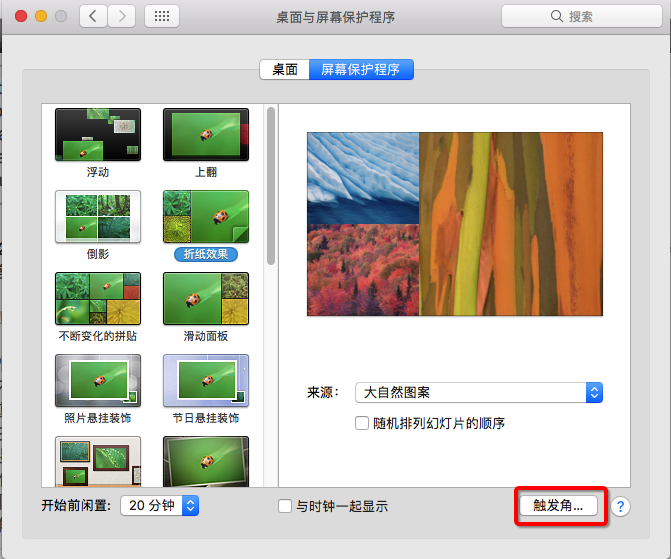 桌面与屏幕保护程序
搜索
桌面
屏幕保护程序
浮动
上翻
倒影
折纸效果
不断变化的拼贴
滑动面板
照片悬挂装饰
节日悬挂装饰
来源：
大自然图案
随机排列幻灯片的顺序
开始前闲置:
20 分钟
与时钟一起显示
触发角...
?